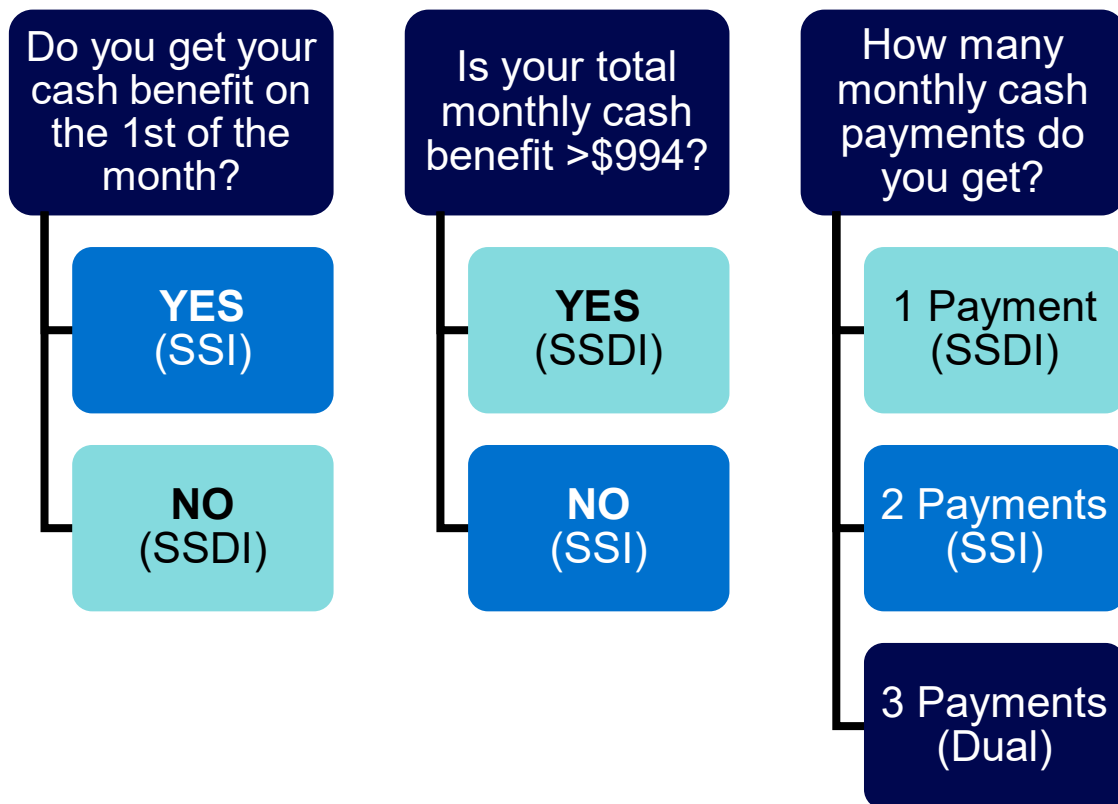 Do you get your
cash benefit on
the 1st of the
month?
YES
(SSI)
NO
(SSDI)
Is your total
monthly cash
benefit >$994?
YES
(SSDI)
NO
(SSI)
How many
monthly cash
payments do
you get?
1 Payment
(SSDI)
2 Payments
(SSI)
3 Payments
(Dual)